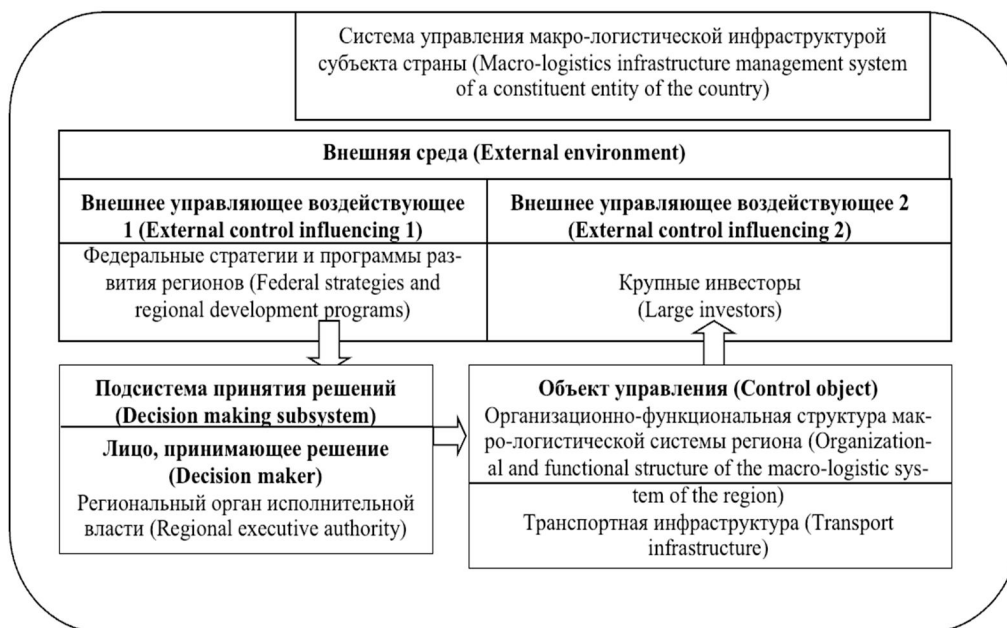 Система управления макро-логистической инфраструктурой
субъекта страны (Macro-logistics infrastructure management system
of a constituent entity of the country)
Внешняя среда (External environment)
Внешнее управляющее воздействующее
1 (External control influencing 1)
Федеральные стратегии и программы раз-
вития регионов (Federal strategies and
regional development programs)
Внешнее управляющее воздействующее 2
(External control influencing 2)
Крупные инвесторы
(Large investors)
Подсистема принятия решений
(Decision making subsystem)
Лицо, принимающее решение
(Decision maker)
Региональный орган исполнительной
власти (Regional executive authority)
Объект управления (Control object)
Организационно-функциональная структура мак-
ро-логистической системы региона (Organization-
al and functional structure of the macro-logistic sys-
tem of the region)
Транспортная инфраструктура (Transport
infrastructure)